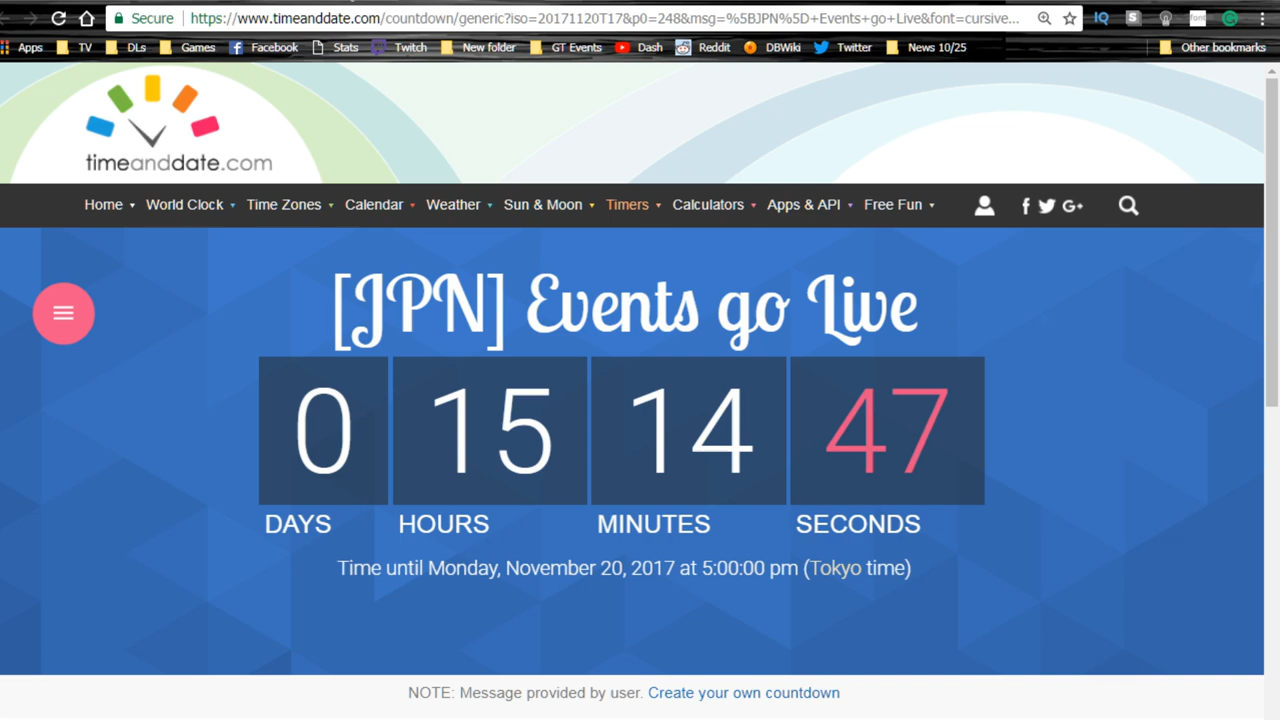 Secure https://www.timeanddate.com/countdown/generic?iso=20171120T17&p0=248&msg=%5BJPN%5D+Events+go+Live&font=cursive...
Apps TV DLs Games Facebook Stats Twitch New folder GT Events Dash Reddit DBWiki Twitter News 10/25 Other bookmarks
timeanddate.com
Home World Clock Time Zones Calendar Weather Sun & Moon Timers Calculators Apps & API Free Fun
[JPN] Events go Live
0 15 14 47
DAYS HOURS MINUTES SECONDS
Time until Monday, November 20, 2017 at 5:00:00 pm (Tokyo time)
NOTE: Message provided by user. Create your own countdown